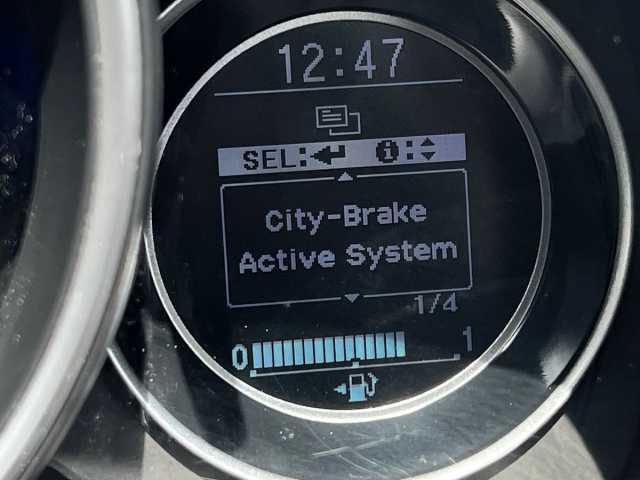 12:47
SEL: i:
City-Brake
Active System
1/4
0 1